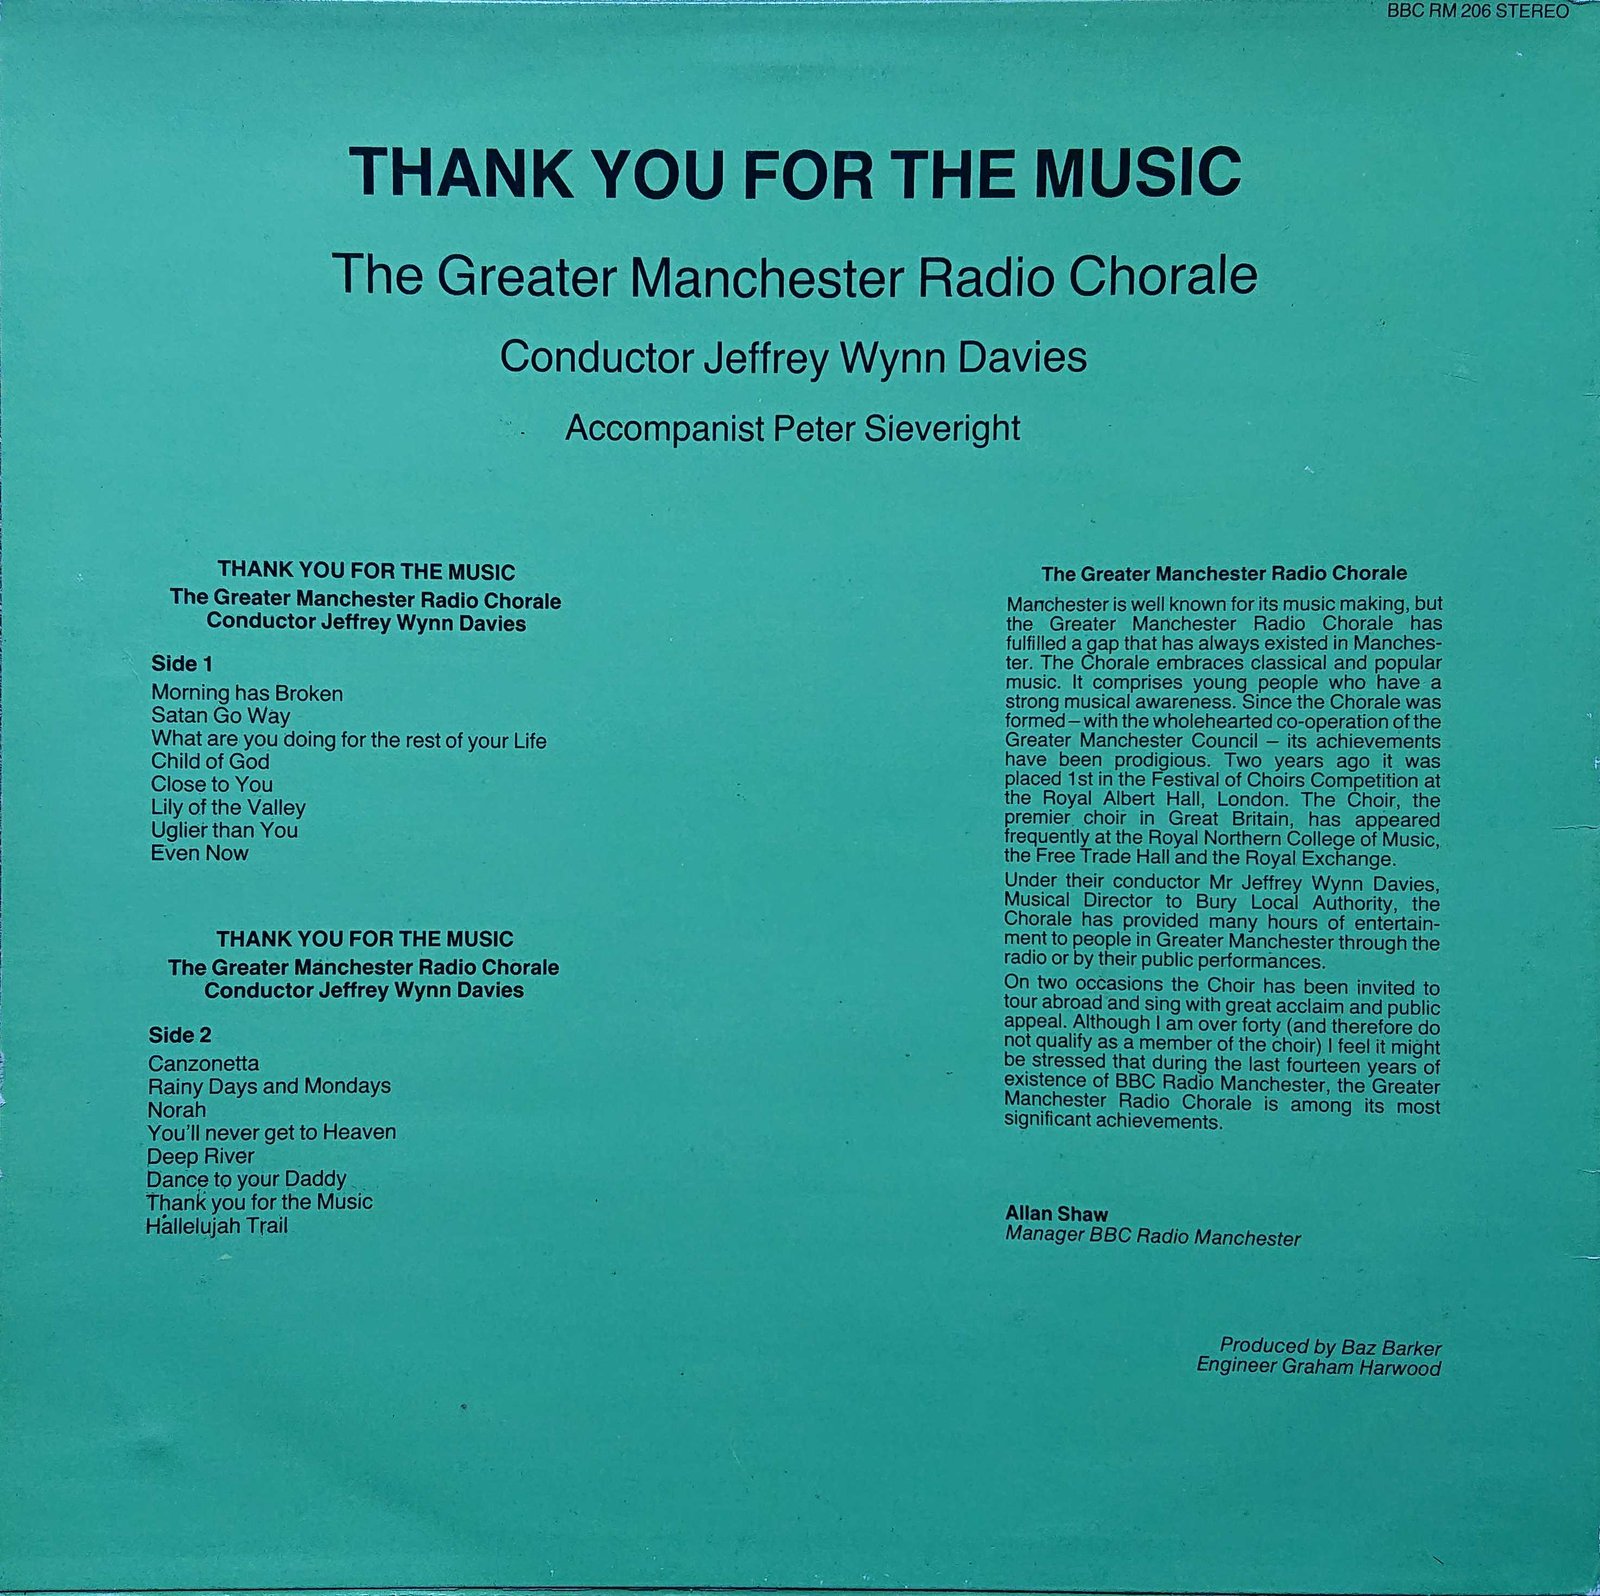 BBC RM 206 STEREO
THANK YOU FOR THE MUSIC
The Greater Manchester Radio Chorale
Conductor Jeffrey Wynn Davies
Accompanist Peter Sieveright
THANK YOU FOR THE MUSIC
The Greater Manchester Radio Chorale
Conductor Jeffrey Wynn Davies
Side 1
Morning has Broken
Satan Go Way
What are you doing for the rest of your Life
Child of God
Close to You
Lily of the Valley
Uglier than You
Even Now
THANK YOU FOR THE MUSIC
The Greater Manchester Radio Chorale
Conductor Jeffrey Wynn Davies
Side 2
Canzonetta
Rainy Days and Mondays
Norah
You'll never get to Heaven
Deep River
Dance to your Daddy
Thank you for the Music
Hallelujah Trail
The Greater Manchester Radio Chorale
Manchester is well known for its music making, but
the Greater Manchester Radio Chorale has
fulfilled a gap that has always existed in Manches-
ter. The Chorale embraces classical and popular
music. It comprises young people who have a
strong musical awareness. Since the Chorale was
formed – with the wholehearted co-operation of the
Greater Manchester Council – its achievements
have been prodigious. Two years ago it was
placed 1st in the Festival of Choirs Competition at
the Royal Albert Hall, London. The Choir, the
premier choir in Great Britain, has appeared
frequently at the Royal Northern College of Music,
the Free Trade Hall and the Royal Exchange.
Under their conductor Mr Jeffrey Wynn Davies,
Musical Director to Bury Local Authority, the
Chorale has provided many hours of entertain-
ment to people in Greater Manchester through the
radio or by their public performances.
On two occasions the Choir has been invited to
tour abroad and sing with great acclaim and public
appeal. Although I am over forty (and therefore do
not qualify as a member of the choir) I feel it might
be stressed that during the last fourteen years of
existence of BBC Radio Manchester, the Greater
Manchester Radio Chorale is among its most
significant achievements.
Allan Shaw
Manager BBC Radio Manchester
Produced by Baz Barker
Engineer Graham Harwood